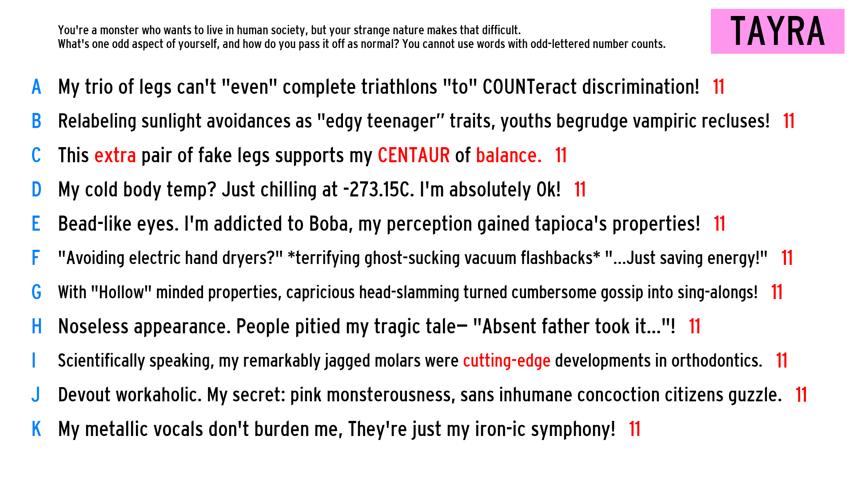 You're a monster who wants to live in human society, but your strange nature makes that difficult.
What's one odd aspect of yourself, and how do you pass it off as normal? You cannot use words with odd-lettered number counts.
TAYRA
A My trio of legs can't "even" complete triathlons "to" COUNTeract discrimination! 11
B Relabeling sunlight avoidances as "edgy teenager" traits, youths begrudge vampiric recluses! 11
C This extra pair of fake legs supports my CENTAUR of balance. 11
D My cold body temp? Just chilling at -273.15C. I'm absolutely 0k! 11
E Bead-like eyes. I'm addicted to Boba, my perception gained tapioca's properties! 11
F "Avoiding electric hand dryers?" *terrifying ghost-sucking vacuum flashbacks* "...Just saving energy!" 11
G With "Hollow" minded properties, capricious head-slamming turned cumbersome gossip into sing-alongs! 11
H Noseless appearance. People pitied my tragic tale— "Absent father took it..."! 11
I Scientifically speaking, my remarkably jagged molars were cutting-edge developments in orthodontics. 11
J Devout workaholic. My secret: pink monsterousness, sans inhumane concoction citizens guzzle. 11
K My metallic vocals don't burden me, They're just my iron-ic symphony! 11